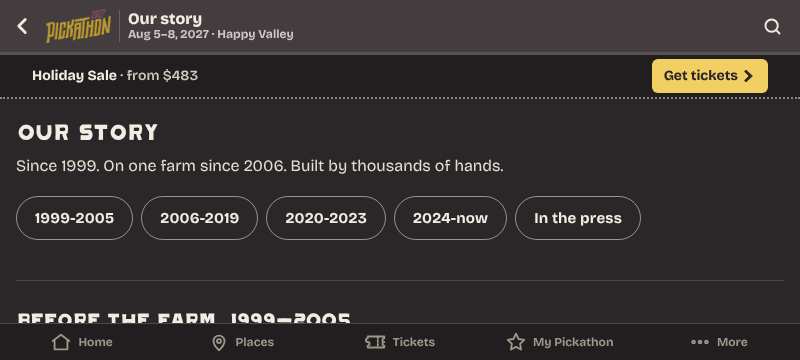 PICKATHON
Our story
Aug 5–8, 2027 · Happy Valley
Holiday Sale · from $483
Get tickets
OUR STORY
Since 1999. On one farm since 2006. Built by thousands of hands.
1999-2005
2006-2019
2020-2023
2024-now
In the press
BEFORE THE FARM, 1999—2005
Home
Places
Tickets
My Pickathon
More